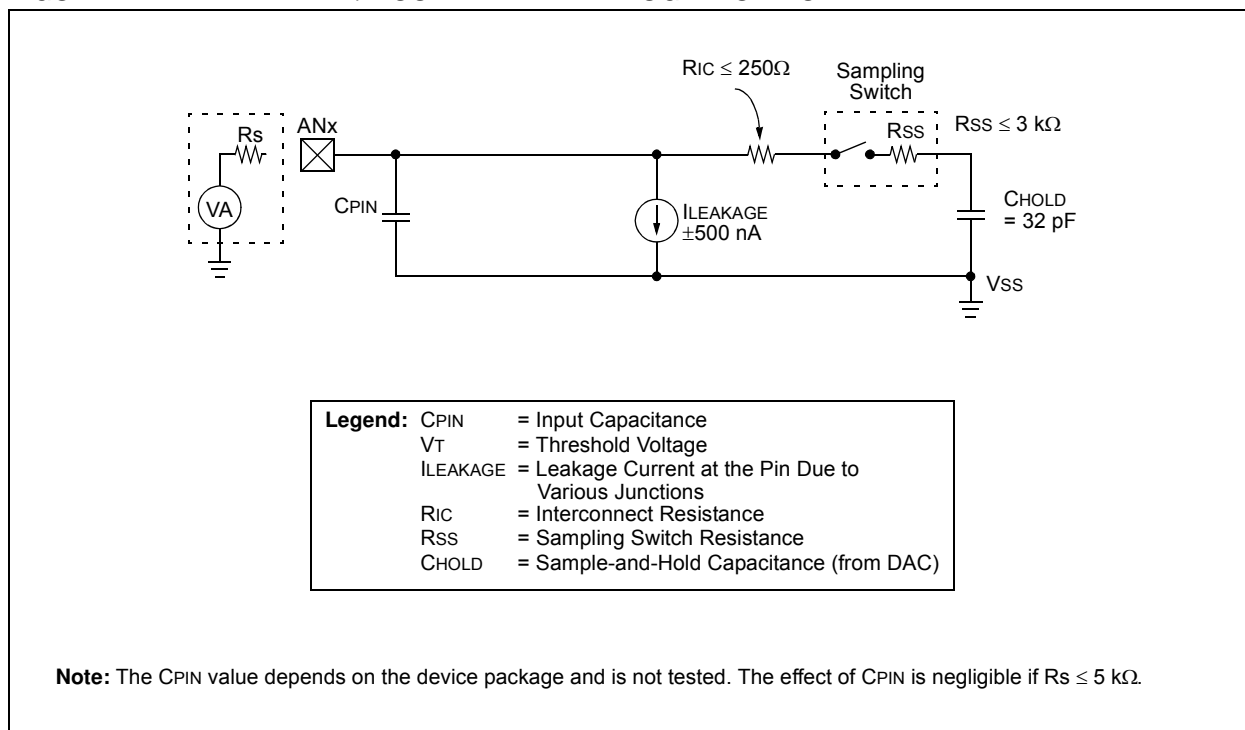 RIC ≤ 250Ω
Sampling
Switch
Rs
ANx
RSS
RSS ≤ 3 kΩ
VA
CPIN
ILEAKAGE
±500 nA
CHOLD
= 32 pF
VSS
Legend: CPIN = Input Capacitance
VT = Threshold Voltage
ILEAKAGE = Leakage Current at the Pin Due to
Various Junctions
RIC = Interconnect Resistance
RSS = Sampling Switch Resistance
CHOLD = Sample-and-Hold Capacitance (from DAC)
Note: The CPIN value depends on the device package and is not tested. The effect of CPIN is negligible if Rs ≤ 5 kΩ.